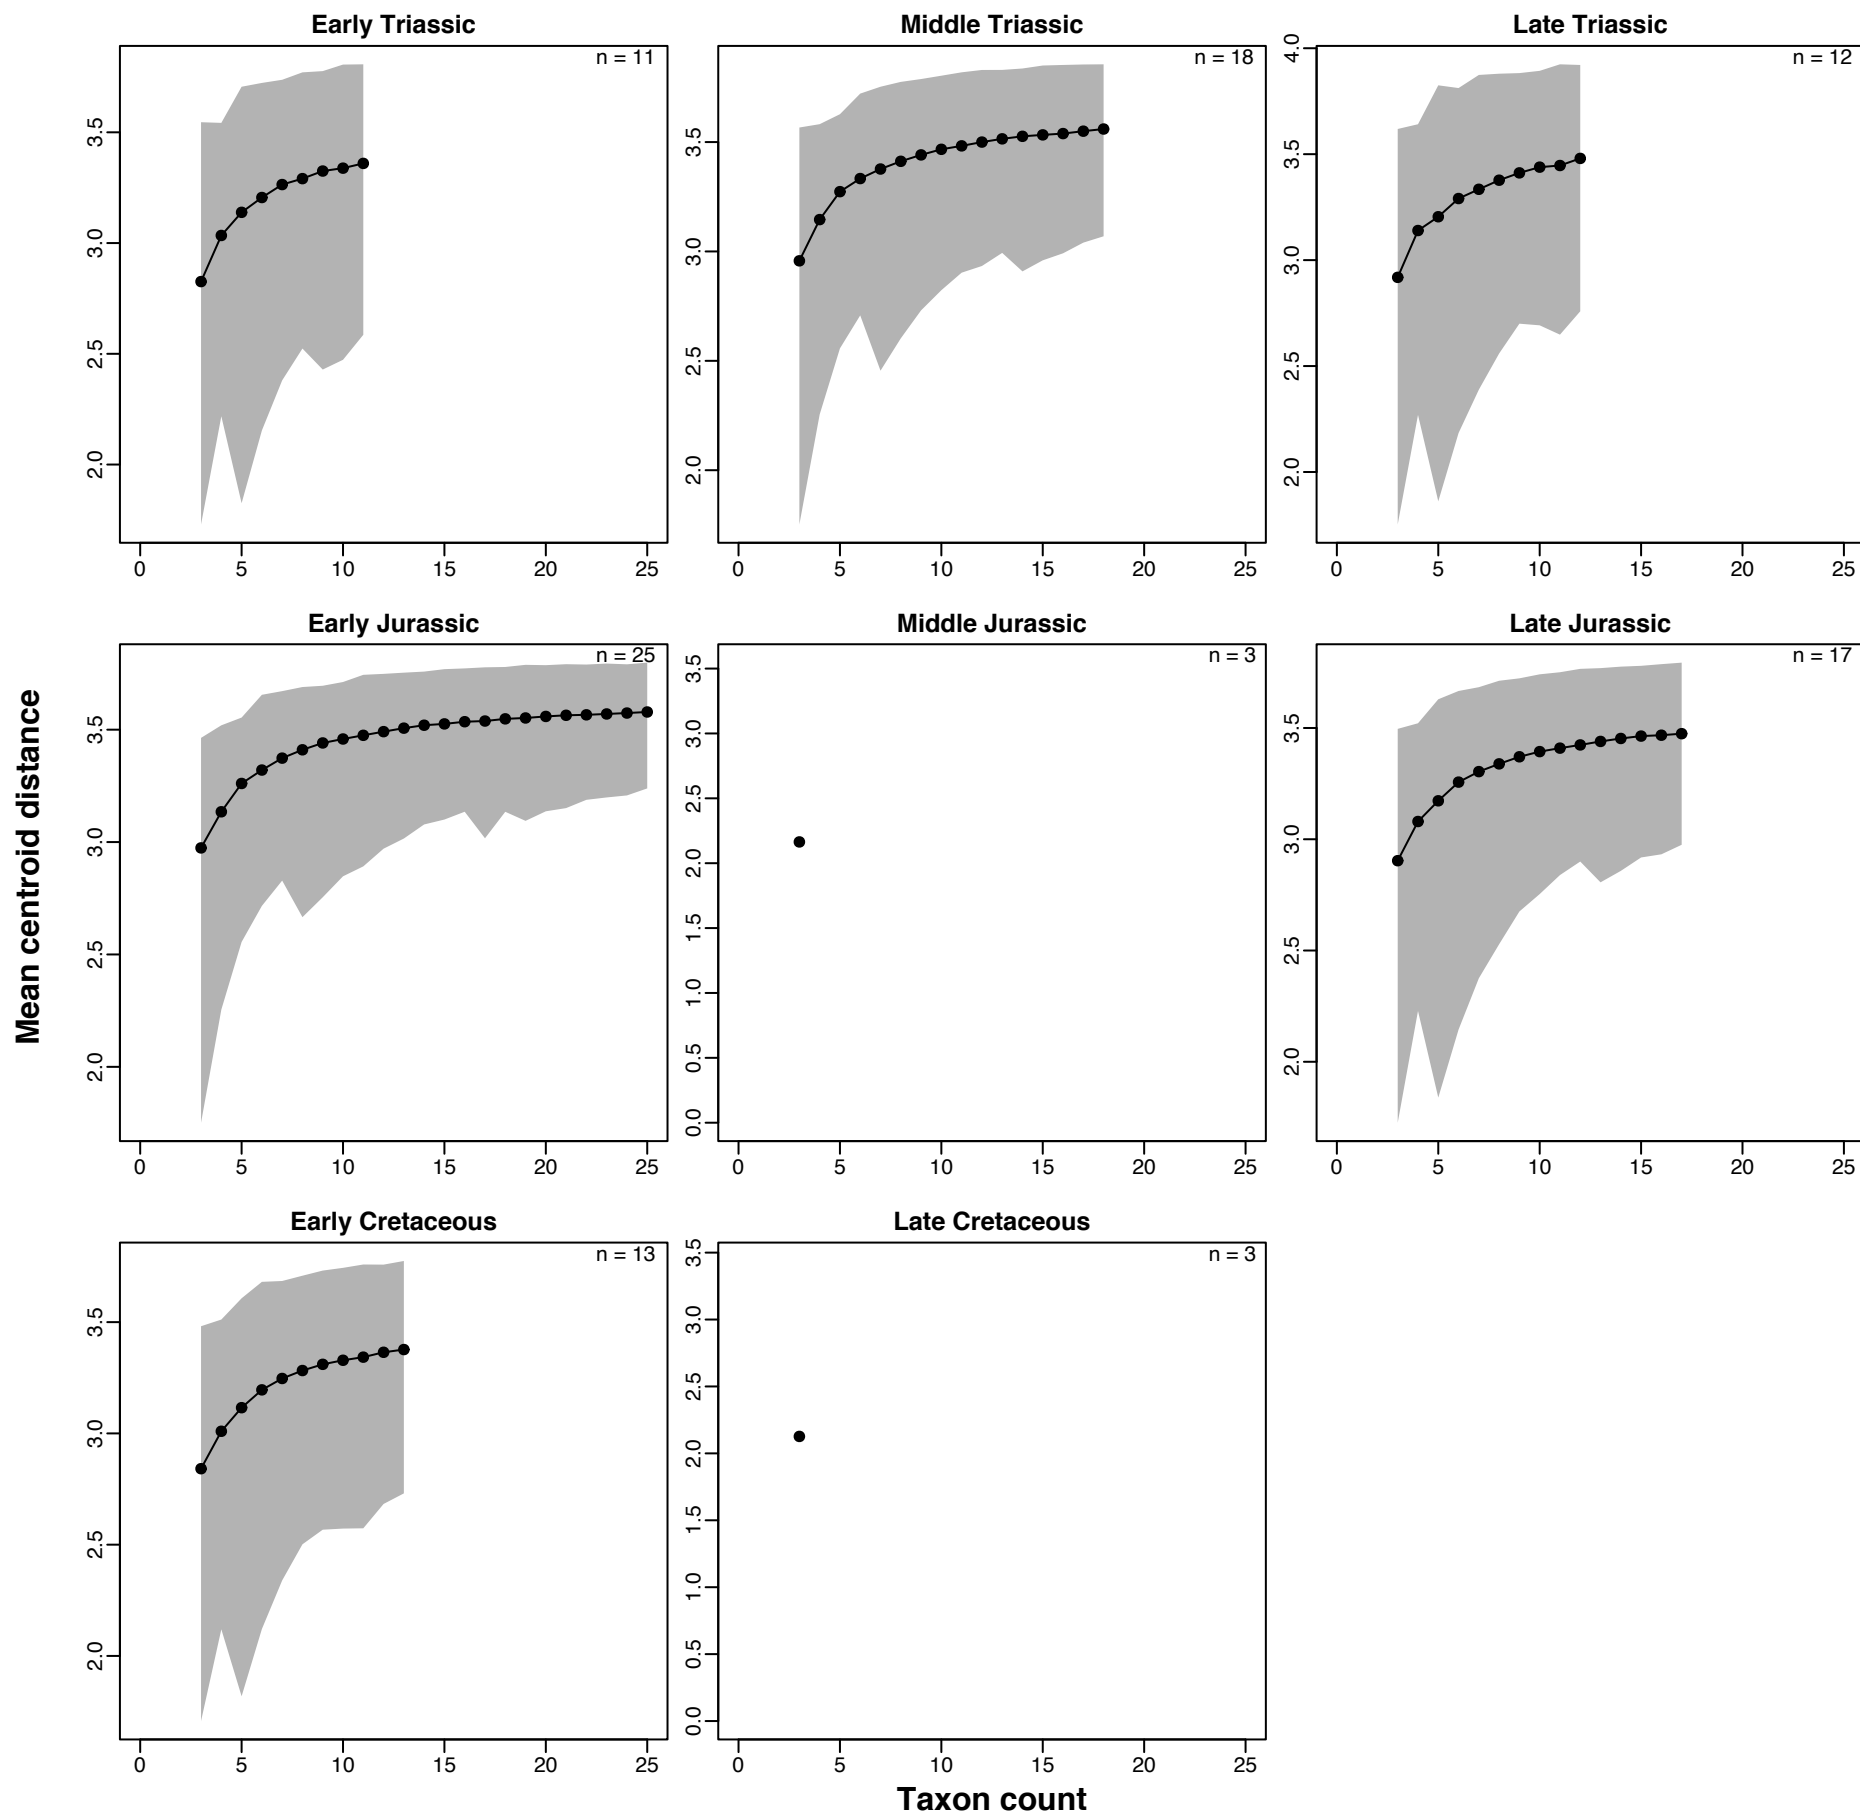 Early Triassic
n = 11
2.0 2.5 3.0 3.5
0 5 10 15 20 25
Middle Triassic
n = 18
2.0 2.5 3.0 3.5
0 5 10 15 20 25
Late Triassic
n = 12
2.0 2.5 3.0 3.5 4.0
0 5 10 15 20 25
Mean centroid distance
Early Jurassic
n = 25
2.0 2.5 3.0 3.5
0 5 10 15 20 25
Middle Jurassic
n = 3
0.0 0.5 1.0 1.5 2.0 2.5 3.0 3.5
0 5 10 15 20 25
Late Jurassic
n = 17
2.0 2.5 3.0 3.5
0 5 10 15 20 25
Early Cretaceous
n = 13
2.0 2.5 3.0 3.5
0 5 10 15 20 25
Late Cretaceous
n = 3
0.0 0.5 1.0 1.5 2.0 2.5 3.0 3.5
0 5 10 15 20 25
Taxon count